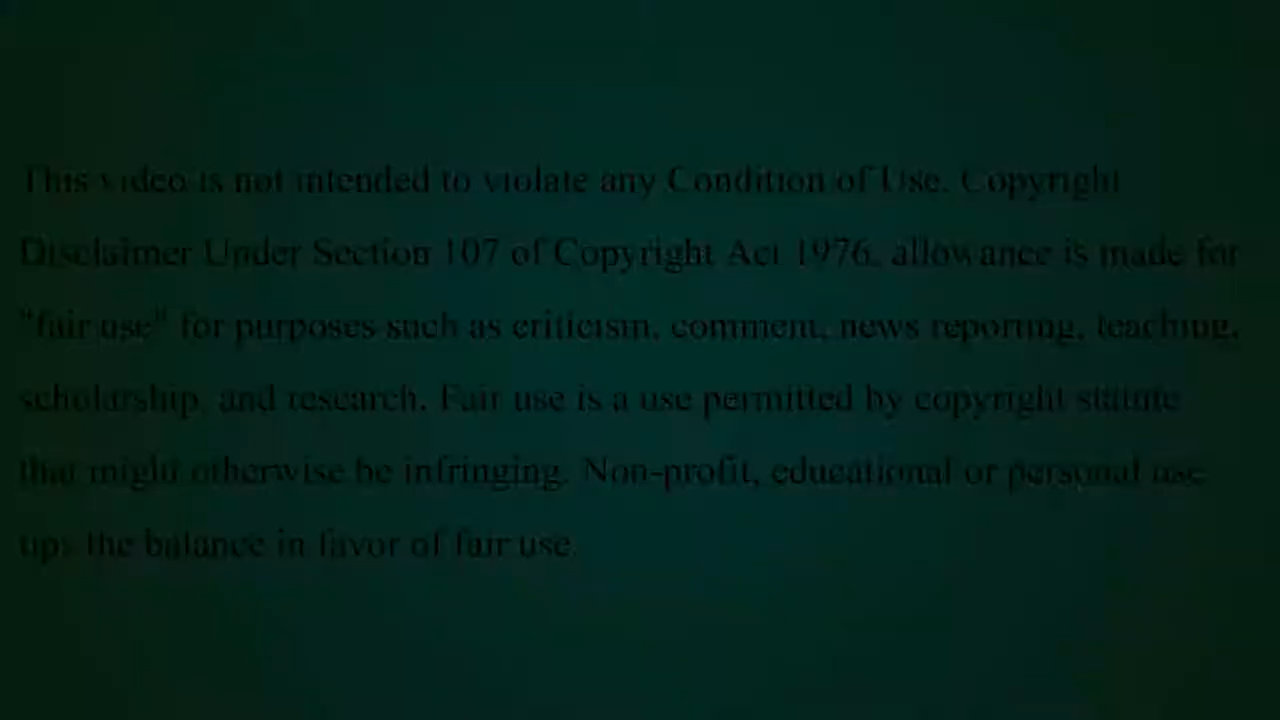 This video is not intended to violate any Condition of Use. Copyright
Disclaimer Under Section 107 of Copyright Act 1976, allowance is made for
"fair use" for purposes such as criticism, comment, news reporting, teaching,
scholarship, and research. Fair use is a use permitted by copyright statute
that might otherwise be infringing. Non-profit, educational or personal use
tips the balance in favor of fair use.